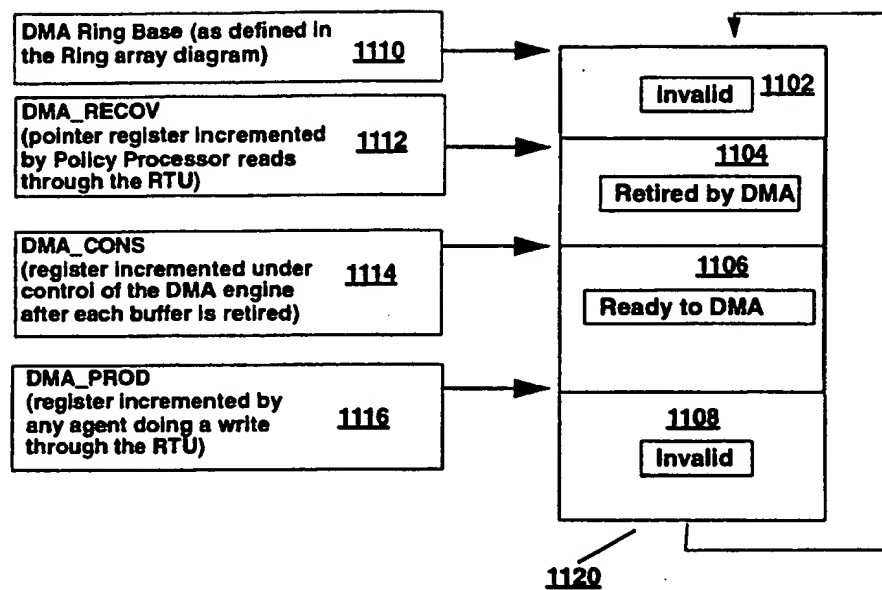 DMA Ring Base (as defined in
the Ring array diagram) 1110
DMA_RECOV
(pointer register incremented
by Policy Processor reads
through the RTU)
1112
DMA_CONS
(register incremented under
control of the DMA engine
after each buffer is retired)
1114
DMA_PROD
(register incremented by
any agent doing a write
through the RTU)
1116
Invalid 1102
1104
Retired by DMA
1106
Ready to DMA
1108
Invalid
1120